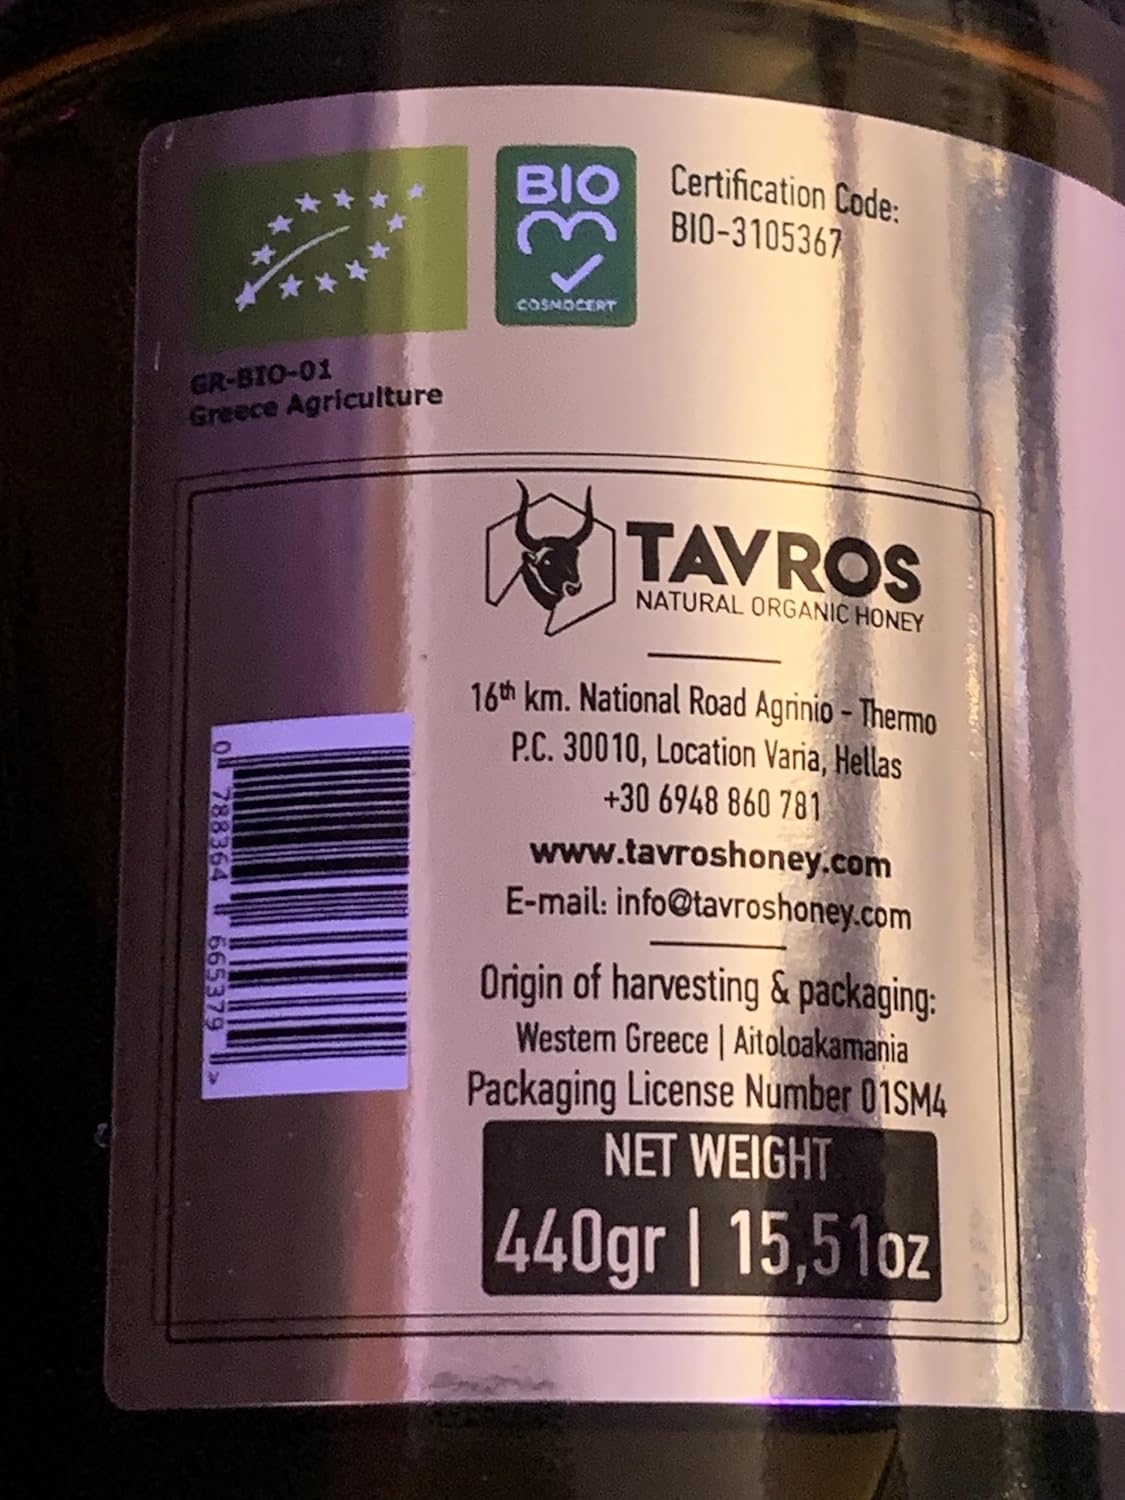 BIO
COSMOCERT
Certification Code:
BIO-3105367
GR-BIO-01
Greece Agriculture
TAVROS
NATURAL ORGANIC HONEY
16th km. National Road Agrinio - Thermo
P.C. 30010, Location Varia, Hellas
+30 6948 860 781
www.tavroshoney.com
E-mail: info@tavroshoney.com
Origin of harvesting & packaging:
Western Greece | Aitoloakarnania
Packaging License Number 01SM4
NET WEIGHT
440gr | 15,51oz
0 788364 665379 >